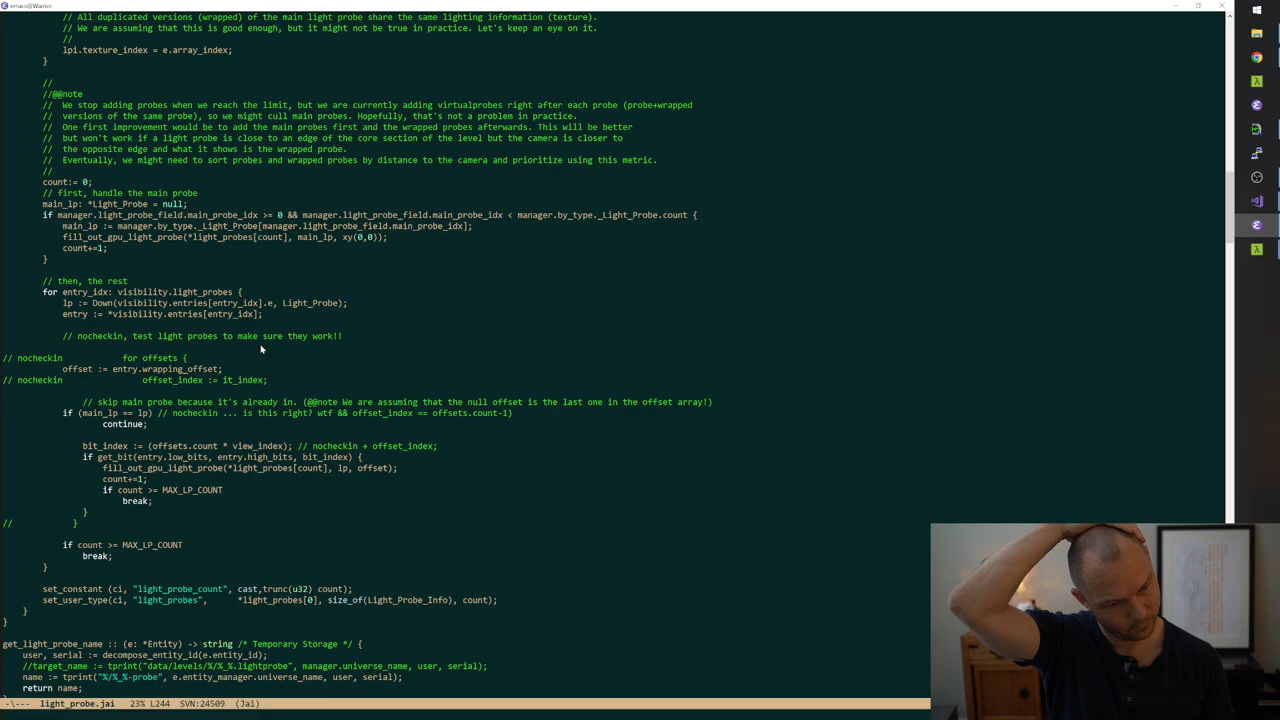 emacs@Warrior
// All duplicated versions (wrapped) of the main light probe share the same lighting information (texture).
// We are assuming that this is good enough, but it might not be true in practice. Let's keep an eye on it.
//
lpi.texture_index = e.array_index;
}
//
//@@note
// We stop adding probes when we reach the limit, but we are currently adding virtualprobes right after each probe (probe+wrapped
// versions of the same probe), so we might cull main probes. Hopefully, that's not a problem in practice.
// One first improvement would be to add the main probes first and the wrapped probes afterwards. This will be better
// but won't work if a light probe is close to an edge of the core section of the level but the camera is closer to
// the opposite edge and what it shows is the wrapped probe.
// Eventually, we might need to sort probes and wrapped probes by distance to the camera and prioritize using this metric.
//
count:= 0;
// first, handle the main probe
main_lp: *Light_Probe = null;
if manager.light_probe_field.main_probe_idx >= 0 && manager.light_probe_field.main_probe_idx < manager.by_type._Light_Probe.count {
main_lp := manager.by_type._Light_Probe[manager.light_probe_field.main_probe_idx];
fill_out_gpu_light_probe(*light_probes[count], main_lp, xy(0,0));
count+=1;
}
// then, the rest
for entry_idx: visibility.light_probes {
lp := Down(visibility.entries[entry_idx].e, Light_Probe);
entry := *visibility.entries[entry_idx];
// nocheckin, test light probes to make sure they work!!
// nocheckin for offsets {
offset := entry.wrapping_offset;
// nocheckin offset_index := it_index;
// skip main probe because it's already in. (@@note We are assuming that the null offset is the last one in the offset array!)
if (main_lp == lp) // nocheckin ... is this right? wtf && offset_index == offsets.count-1)
continue;
bit_index := (offsets.count * view_index); // nocheckin + offset_index;
if get_bit(entry.low_bits, entry.high_bits, bit_index) {
fill_out_gpu_light_probe(*light_probes[count], lp, offset);
count+=1;
if count >= MAX_LP_COUNT
break;
}
// }
if count >= MAX_LP_COUNT
break;
}
set_constant (ci, "light_probe_count", cast,trunc(u32) count);
set_user_type(ci, "light_probes", *light_probes[0], size_of(Light_Probe_Info), count);
}
}
get_light_probe_name :: (e: *Entity) -> string /* Temporary Storage */ {
user, serial := decompose_entity_id(e.entity_id);
//target_name := tprint("data/levels/%/%_%.lightprobe", manager.universe_name, user, serial);
name := tprint("%/%_%-probe", e.entity_manager.universe_name, user, serial);
return name;
-\--- light_probe.jai 23% L244 SVN:24509 (Jai)